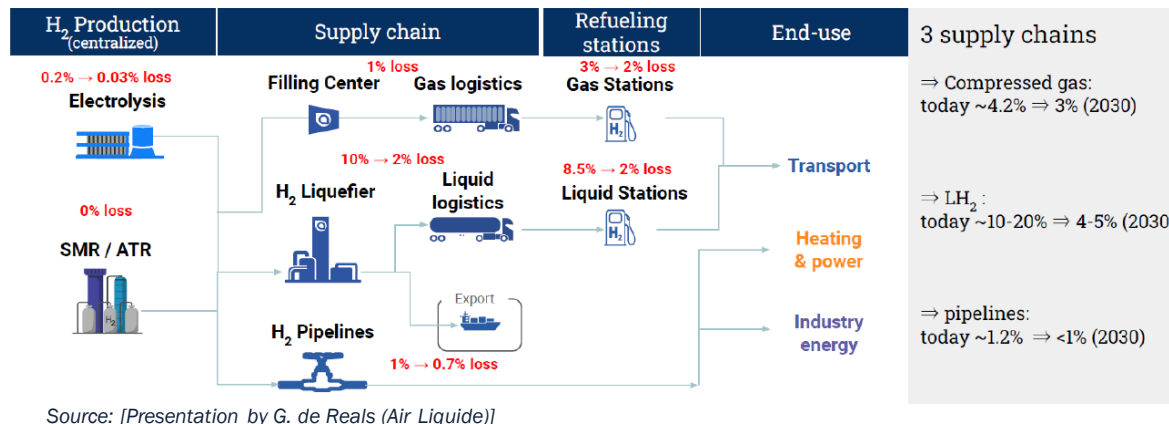 H₂ Production
(centralized)
Supply chain
Refueling
stations
End-use
3 supply chains
0.2% → 0.03% loss
Electrolysis
1% loss
Filling Center
Gas logistics
3% → 2% loss
Gas Stations
H₂
⇒ Compressed gas:
today ~4.2% ⇒ 3% (2030)
10% → 2% loss
H₂ Liquefier
Liquid
logistics
8.5% → 2% loss
Liquid Stations
H₂
Transport
0% loss
SMR / ATR
H₂
⇒ LH₂ :
today ~10-20% ⇒ 4-5% (2030
Heating
& power
Export
H₂ Pipelines
1% → 0.7% loss
Industry
energy
⇒ pipelines:
today ~1.2% ⇒ <1% (2030)
Source: [Presentation by G. de Reals (Air Liquide)]